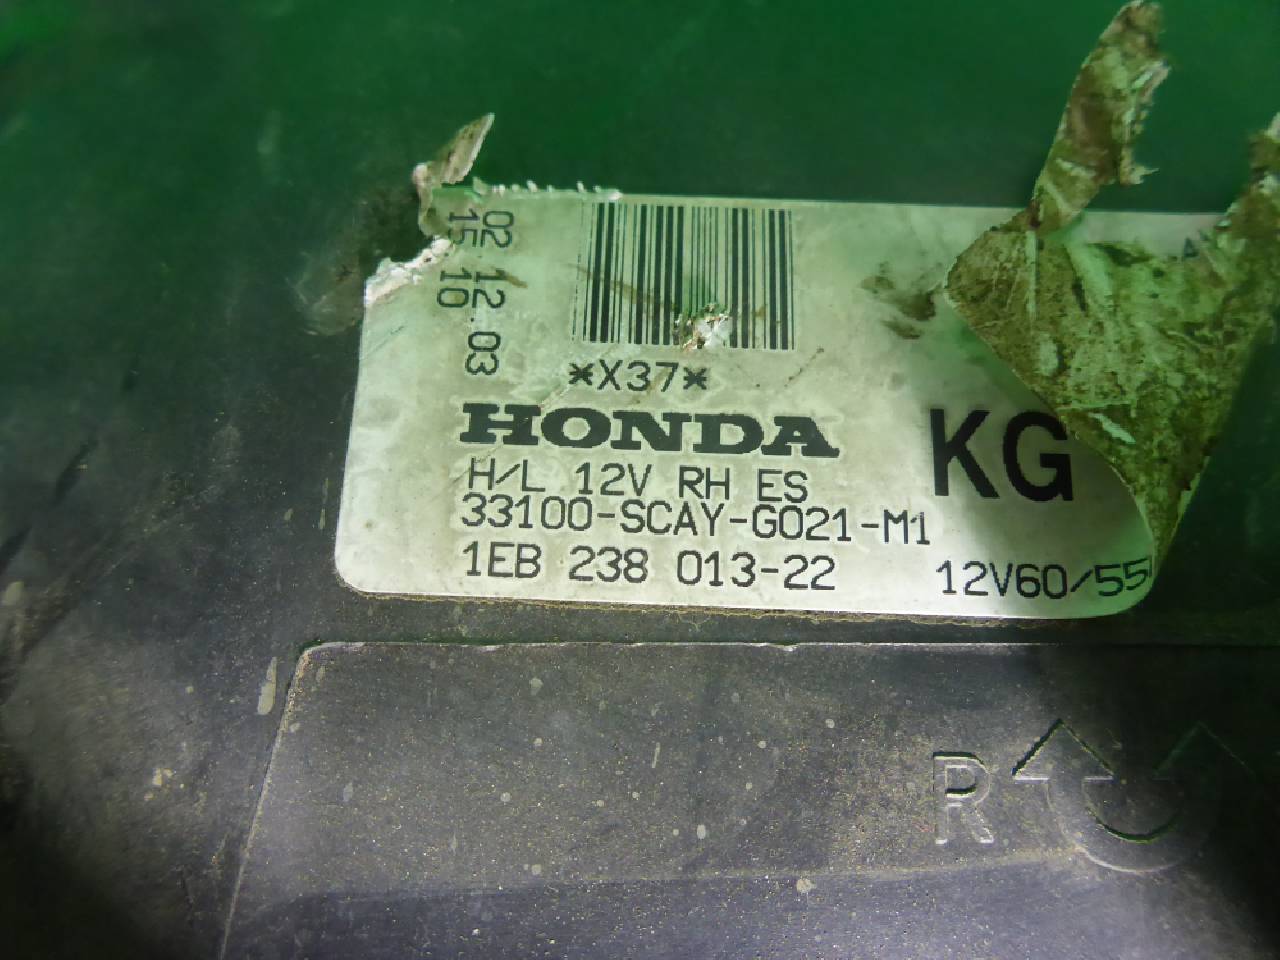 02.12.03
15 10
*X37*
HONDA
KG
H/L 12V RH ES
33100-SCAY-G021-M1
1EB 238 013-22
12V60/55
R